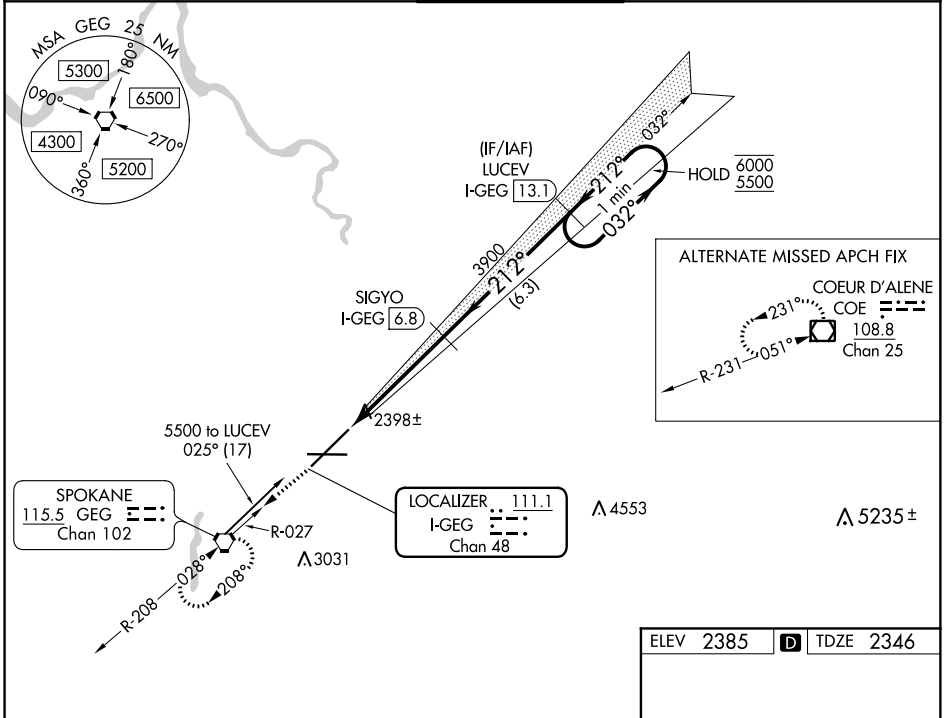 MSA GEG 25 NM
5300
180°
090°
6500
4300
270°
360°
5200
(IF/IAF)
LUCEV
I-GEG 13.1
032°
212°
1 min
032°
HOLD 6000
5500
3900
212°
(6.3)
SIGYO
I-GEG 6.8
ALTERNATE MISSED APCH FIX
COEUR D'ALENE
COE
108.8
Chan 25
231°
R-231
051°
2398±
5500 to LUCEV
025° (17)
SPOKANE
115.5 GEG
Chan 102
R-027
LOCALIZER 111.1
I-GEG
Chan 48
4553
5235±
3031
028°
208°
R-208
ELEV 2385 D TDZE 2346